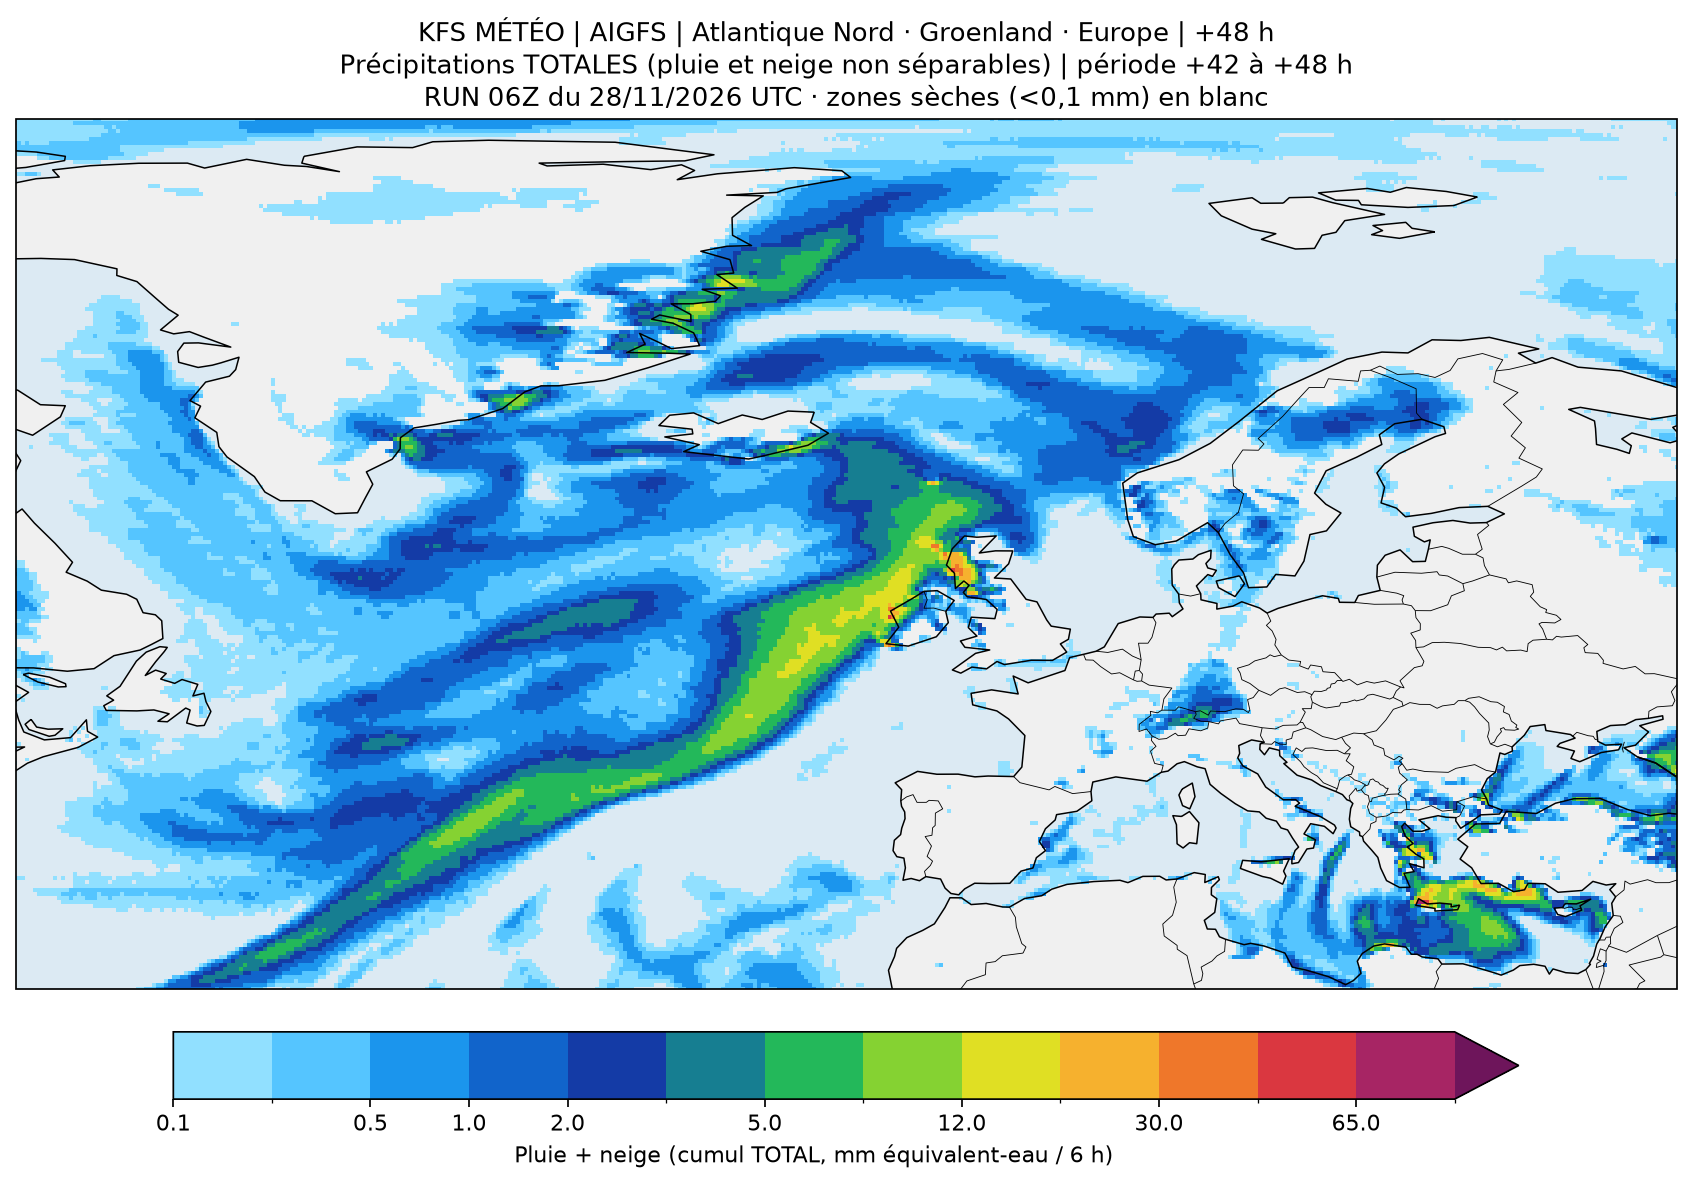 KFS MÉTÉO | AIGFS | Atlantique Nord · Groenland · Europe | +48 h
Précipitations TOTALES (pluie et neige non séparables) | période +42 à +48 h
RUN 06Z du 28/11/2026 UTC · zones sèches (<0,1 mm) en blanc
0.1 0.5 1.0 2.0 5.0 12.0 30.0 65.0
Pluie + neige (cumul TOTAL, mm équivalent-eau / 6 h)